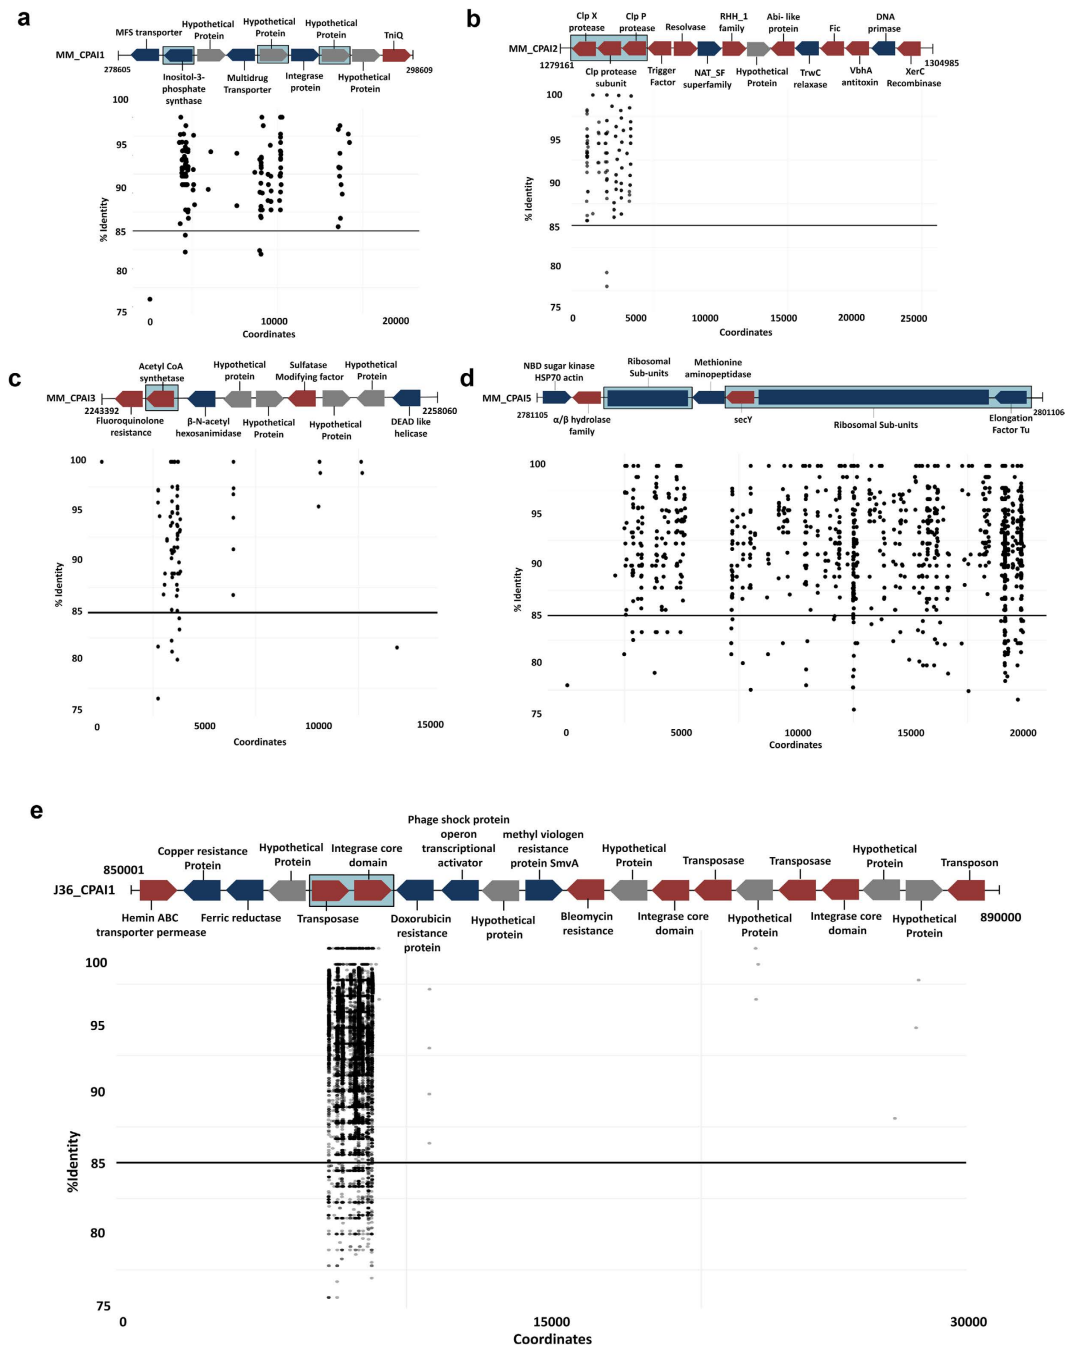 a
Hypothetical Protein
Hypothetical Protein
Hypothetical Protein
MFS transporter
TniQ
MM_CPAI1
278605
298609
Inositol-3-phosphate synthase
Multidrug Transporter
Integrase protein
Hypothetical Protein
100
95
90
85
80
75
% Identity
0
10000
20000
Coordinates
b
Clp X protease
Clp P protease
Resolvase
RHH_1 family
Abi- like protein
Fic
DNA primase
MM_CPAI2
1279161
1304985
Clp protease subunit
Trigger Factor
NAT_SF superfamily
Hypothetical Protein
TrwC relaxase
VbhA antitoxin
XerC Recombinase
100
95
90
85
80
75
% Identity
0
5000
10000
15000
20000
25000
Coordinates
c
Acetyl CoA synthetase
Hypothetical protein
Sulfatase Modifying factor
Hypothetical Protein
MM_CPAI3
2243392
2258060
Fluoroquinolone resistance
β-N-acetyl hexosanimidase
Hypothetical Protein
Hypothetical Protein
DEAD like helicase
100
95
90
85
80
75
% Identity
0
5000
10000
15000
Coordinates
d
NBD sugar kinase HSP70 actin
Ribosomal Sub-units
Methionine aminopeptidase
MM_CPAI5
2781105
2801106
α/β hydrolase family
secY
Ribosomal Sub-units
Elongation Factor Tu
100
95
90
85
80
75
% Identity
0
5000
10000
15000
20000
Coordinates
e
Copper resistance Protein
Hypothetical Protein
Integrase core domain
Phage shock protein operon transcriptional activator
methyl viologen resistance protein SmvA
Hypothetical Protein
Transposase
Transposase
Hypothetical Protein
Transposon
850001
J36_CPAI1
890000
Hemin ABC transporter permease
Ferric reductase
Transposase
Doxorubicin resistance protein
Hypothetical protein
Bleomycin resistance
Integrase core domain
Hypothetical Protein
Integrase core domain
Hypothetical Protein
100
95
90
85
80
75
%Identity
0
15000
30000
Coordinates